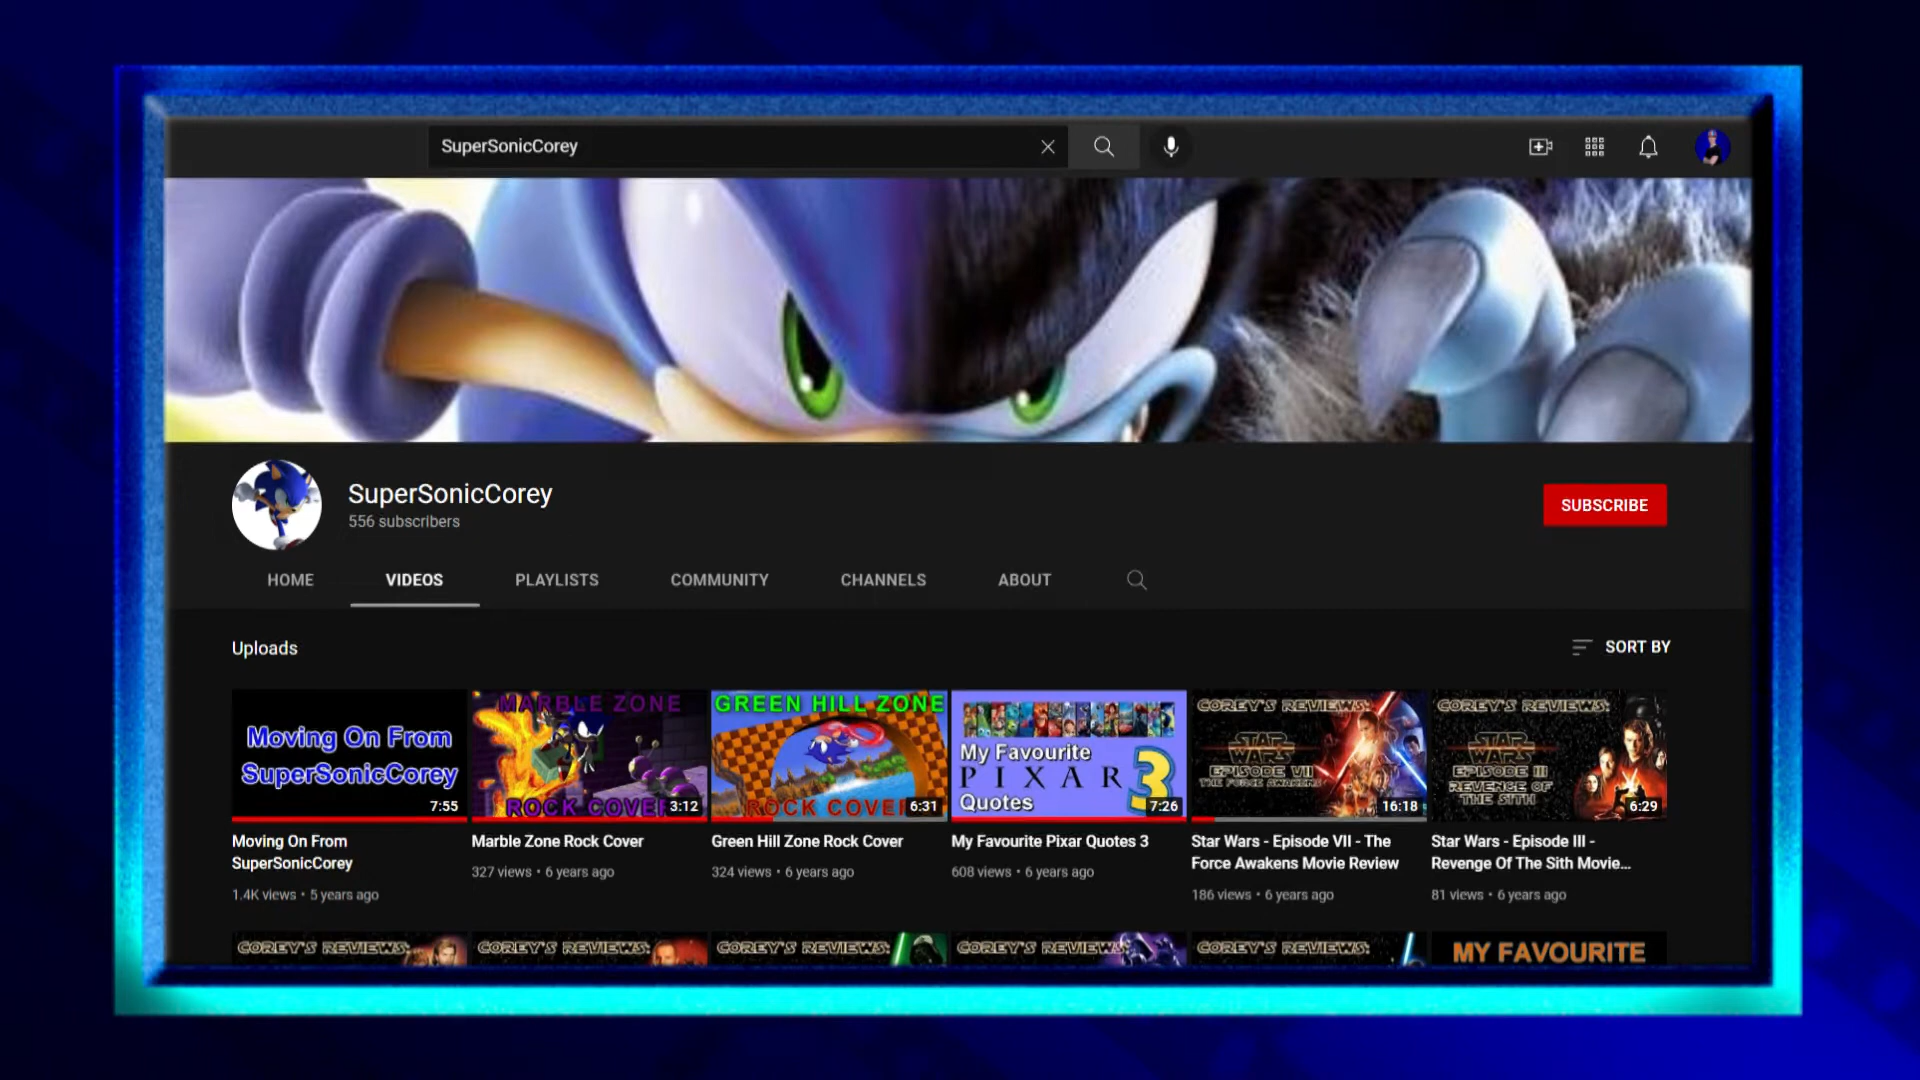 SuperSonicCorey
SuperSonicCorey
556 subscribers
SUBSCRIBE
HOME VIDEOS PLAYLISTS COMMUNITY CHANNELS ABOUT
Uploads
SORT BY
Moving On From
SuperSonicCorey
7:55
MARBLE ZONE
ROCK COVER
3:12
GREEN HILL ZONE
ROCK COVER
6:31
My Favourite
PIXAR 3
Quotes
7:26
COREY'S REVIEWS:
STAR WARS
EPISODE VII
THE FORCE AWAKENS
16:18
COREY'S REVIEWS:
STAR WARS
EPISODE III
REVENGE OF
THE SITH
6:29
Moving On From
SuperSonicCorey
1.4K views • 5 years ago
Marble Zone Rock Cover
327 views • 6 years ago
Green Hill Zone Rock Cover
324 views • 6 years ago
My Favourite Pixar Quotes 3
608 views • 6 years ago
Star Wars - Episode VII - The
Force Awakens Movie Review
186 views • 6 years ago
Star Wars - Episode III -
Revenge Of The Sith Movie...
81 views • 6 years ago
COREY'S REVIEWS:
COREY'S REVIEWS:
COREY'S REVIEWS:
COREY'S REVIEWS
COREY'S REVIEWS:
MY FAVOURITE